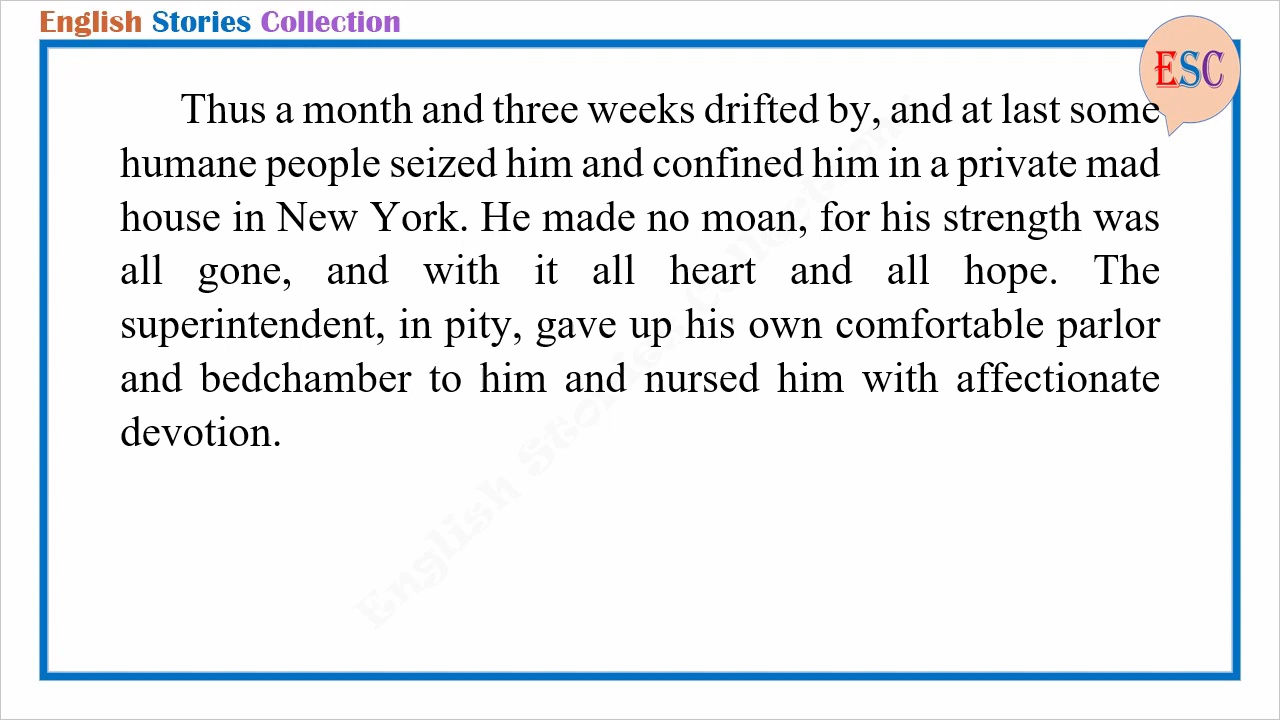 English Stories Collection
ESC
Thus a month and three weeks drifted by, and at last some
humane people seized him and confined him in a private mad
house in New York. He made no moan, for his strength was
all gone, and with it all heart and all hope. The
superintendent, in pity, gave up his own comfortable parlor
and bedchamber to him and nursed him with affectionate
devotion.
English Stories Collection